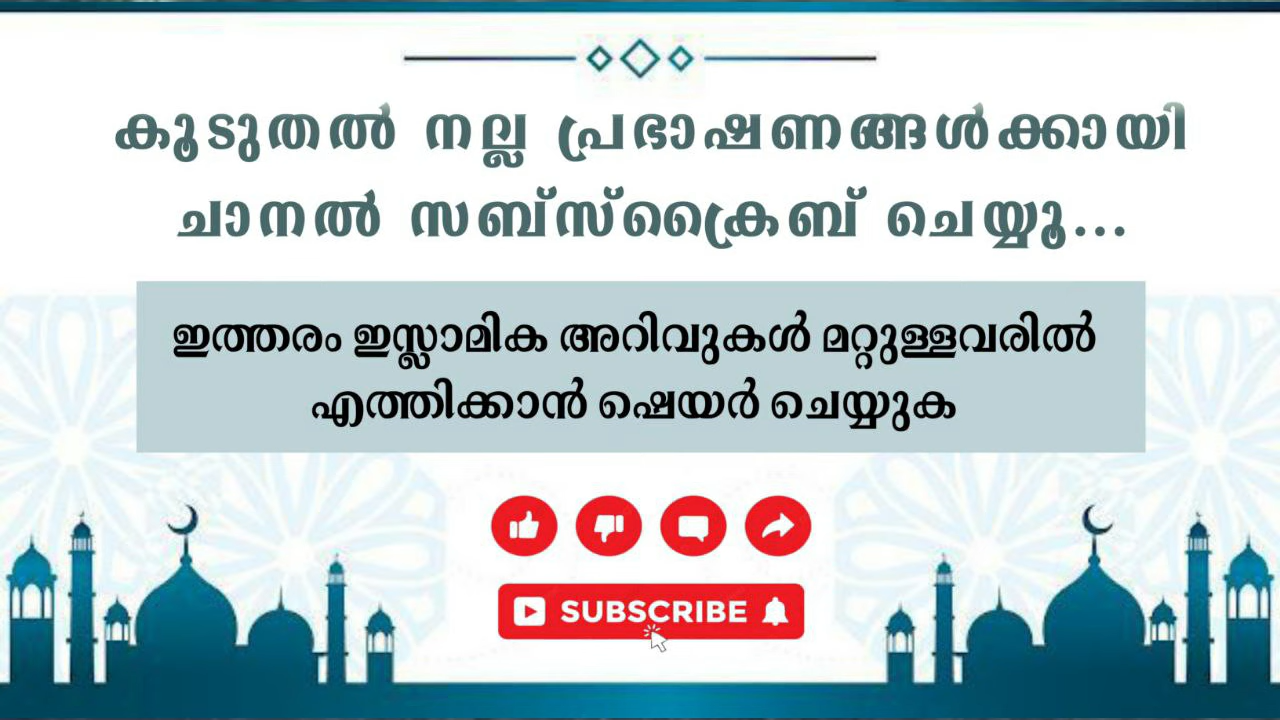 കൂടുതൽ നല്ല പ്രഭാഷണങ്ങൾക്കായി
ചാനൽ സബ്സ്ക്രൈബ് ചെയ്യൂ...
ഇത്തരം ഇസ്ലാമിക അറിവുകൾ മറ്റുള്ളവരിൽ
എത്തിക്കാൻ ഷെയർ ചെയ്യുക
SUBSCRIBE